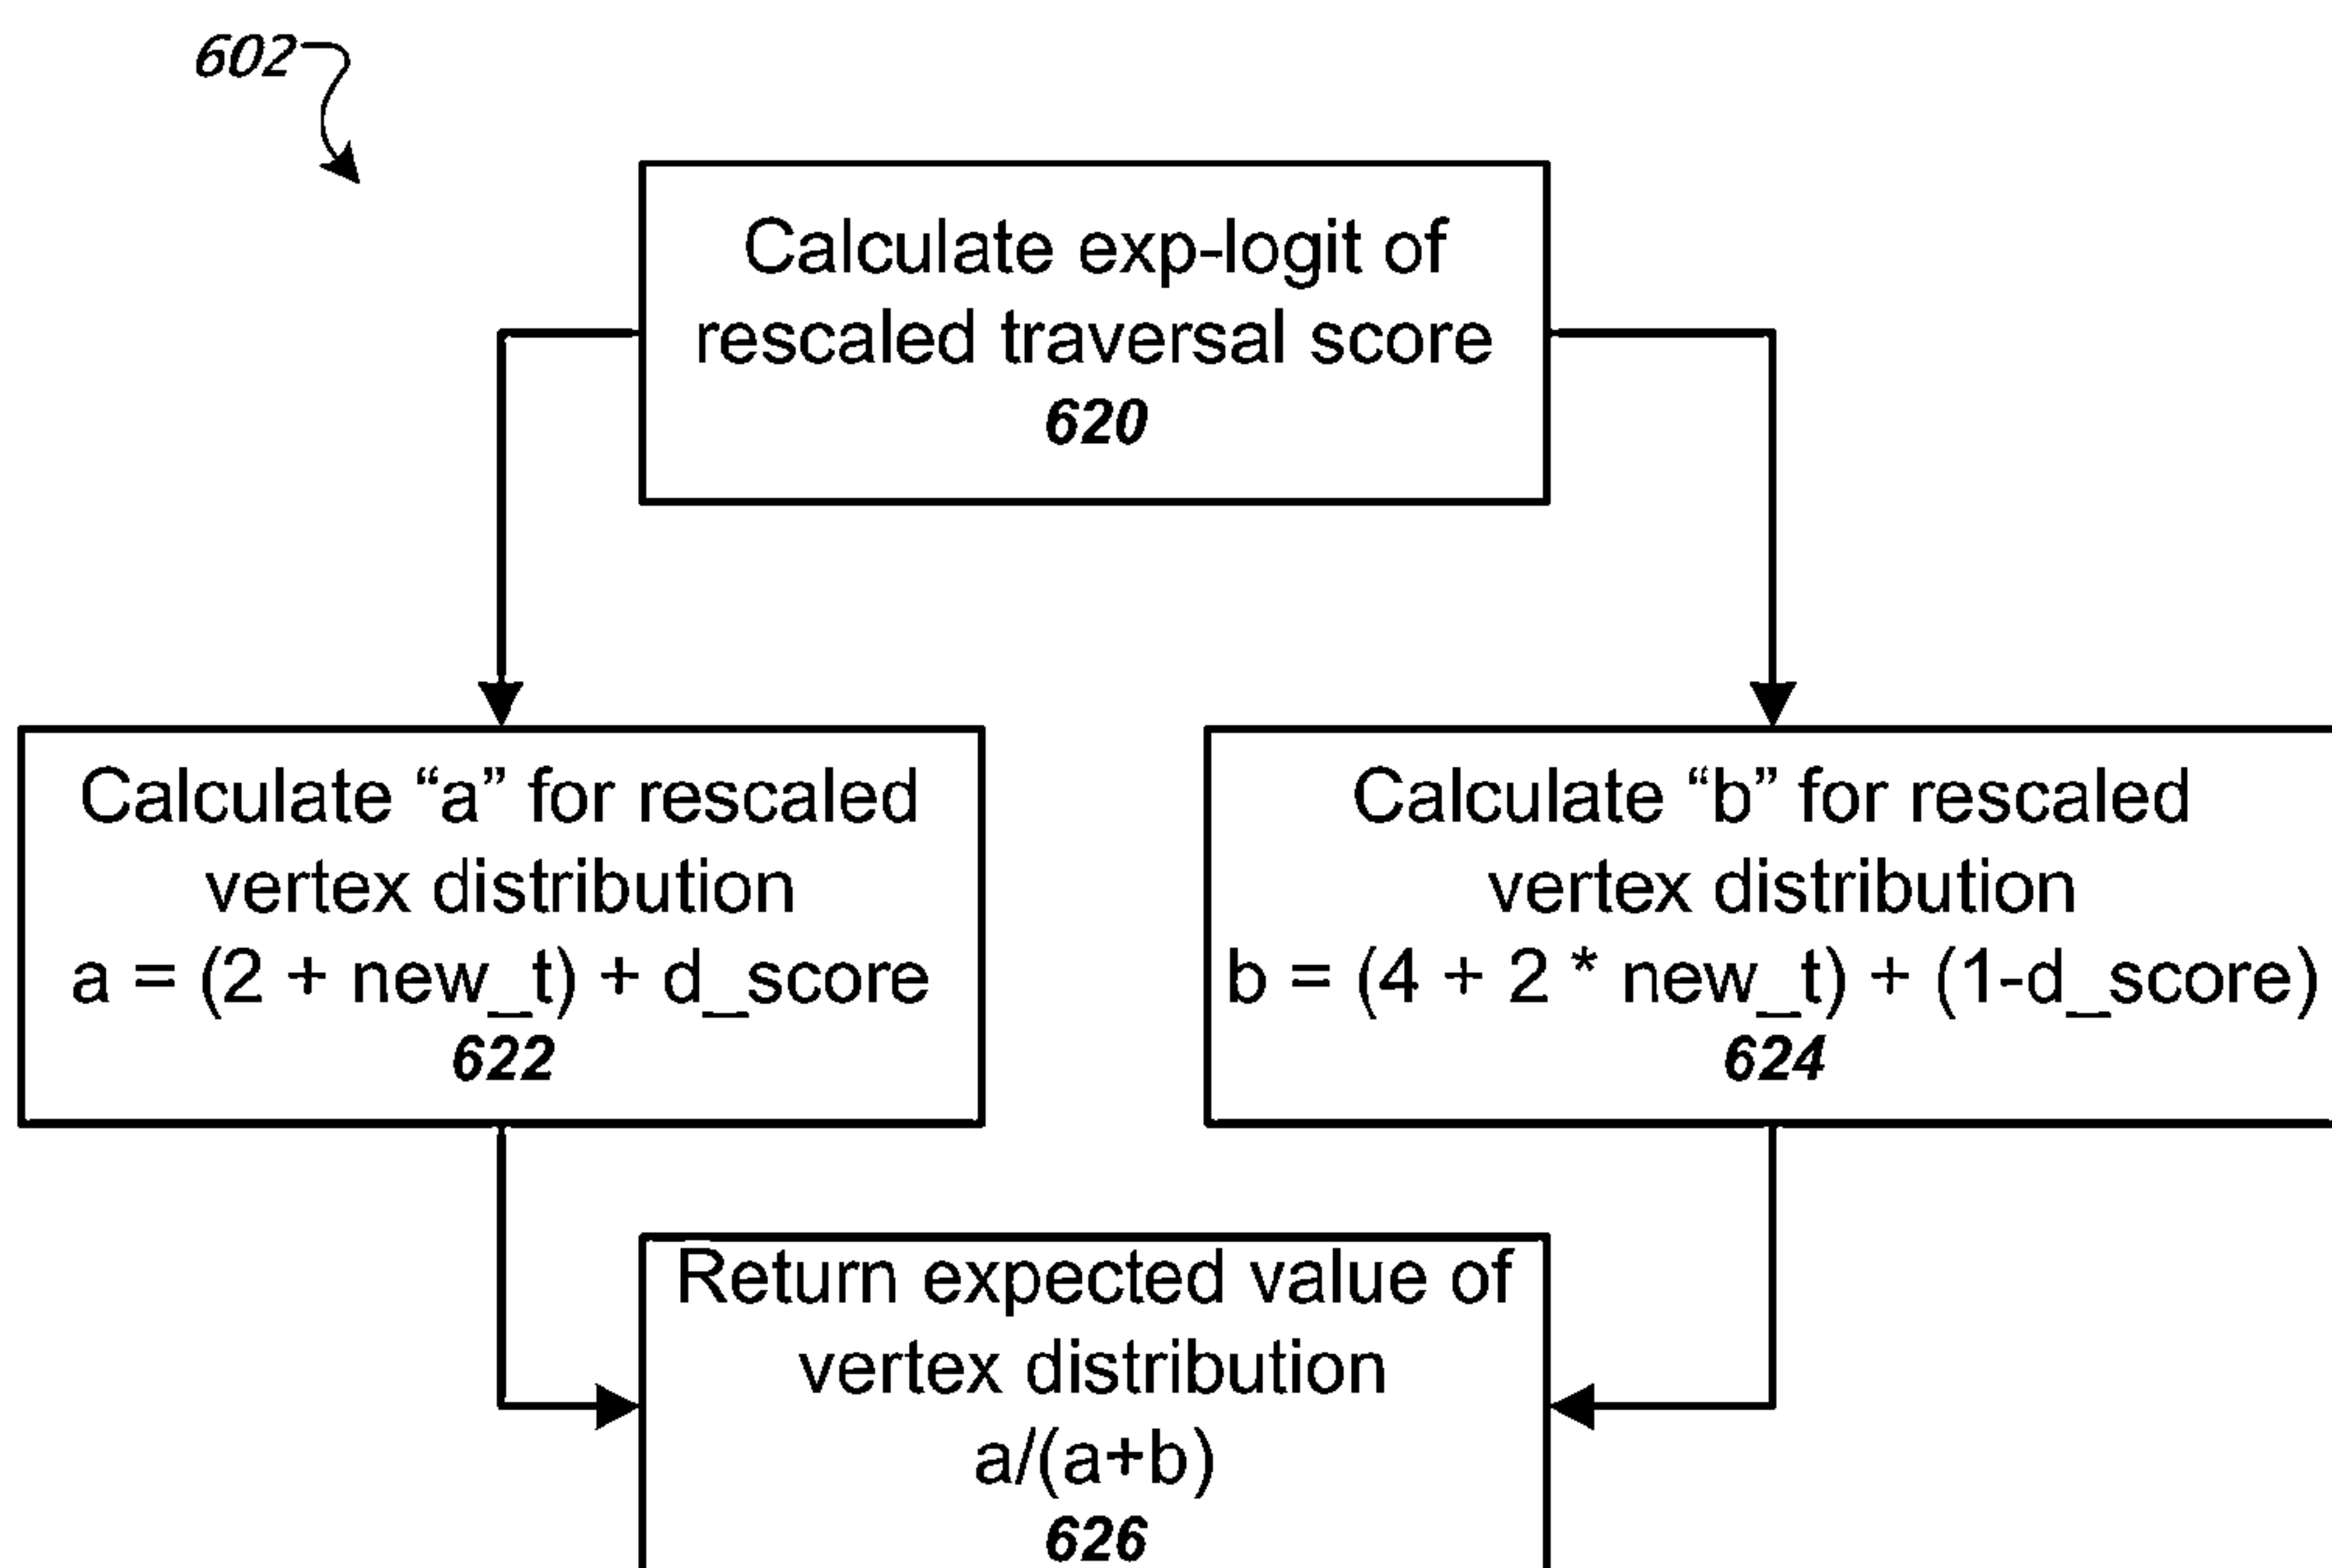 602
Calculate exp-logit of
rescaled traversal score
620
Calculate “a” for rescaled
vertex distribution
a = (2 + new_t) + d_score
622
Calculate “b” for rescaled
vertex distribution
b = (4 + 2 * new_t) + (1-d_score)
624
Return expected value of
vertex distribution
a/(a+b)
626